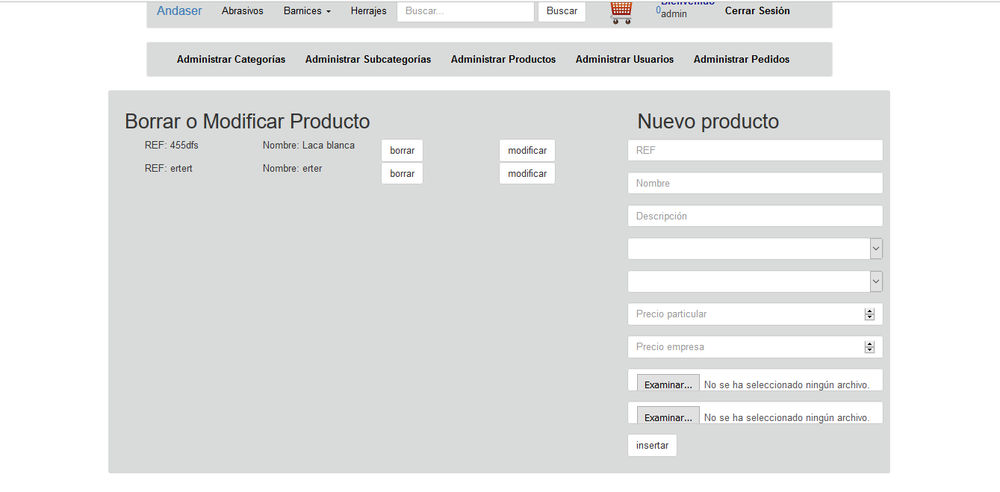 Andaser Abrasivos Barnices Herrajes Buscar... Buscar 0 Bienvenido admin Cerrar Sesión
Administrar Categorías Administrar Subcategorías Administrar Productos Administrar Usuarios Administrar Pedidos
Borrar o Modificar Producto
REF: 455dfs Nombre: Laca blanca borrar modificar
REF: ertert Nombre: erter borrar modificar
Nuevo producto
REF
Nombre
Descripción
Precio particular
Precio empresa
Examinar... No se ha seleccionado ningún archivo.
Examinar... No se ha seleccionado ningún archivo.
insertar